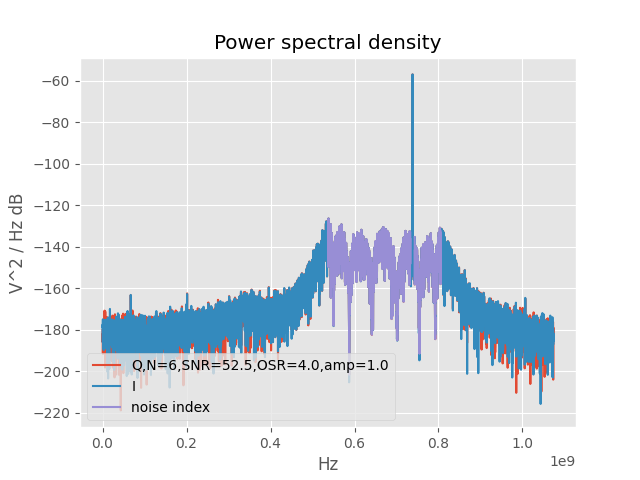 Power spectral density
−60
−80
−100
−120
−140
−160
−180
−200
−220
V^2 / Hz dB
Q,N=6,SNR=52.5,OSR=4.0,amp=1.0
I
noise index
0.0 0.2 0.4 0.6 0.8 1.0
1e9
Hz